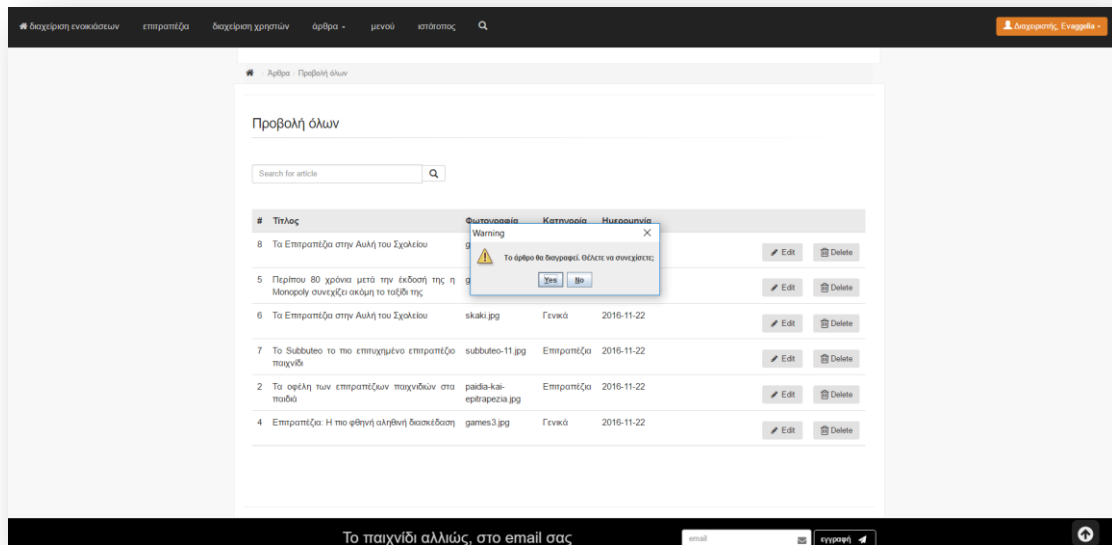 διαχείριση ενοικιάσεων επιτραπέζια διαχείριση χρηστών άρθρα μενού ιστότοπος Διαχειριστής, Evaggelia
Άρθρα / Προβολή όλων
Προβολή όλων
Search for article
# Τίτλος Φωτογραφία Κατηγορία Ημερομηνία
Warning
8 Τα Επιτραπέζια στην Αυλή του Σχολείου g Edit Delete
Το άρθρο θα διαγραφεί. Θέλετε να συνεχίσετε;
Yes No
5 Περίπου 80 χρόνια μετά την έκδοσή της η g Edit Delete
Monopoly συνεχίζει ακόμη το ταξίδι της
6 Τα Επιτραπέζια στην Αυλή του Σχολείου skaki.jpg Γενικά 2016-11-22 Edit Delete
7 Το Subbuteo το πιο επιτυχημένο επιτραπέζιο subbuteo-11.jpg Επιτραπέζια 2016-11-22 Edit Delete
παιχνίδι
2 Τα οφέλη των επιτραπέζιων παιχνιδιών στα paidia-kai- Επιτραπέζια 2016-11-22 Edit Delete
παιδιά epitrapezia.jpg
4 Επιτραπέζια: Η πιο φθηνή αληθινή διασκέδαση games3.jpg Γενικά 2016-11-22 Edit Delete
Το παιχνίδι αλλιώς, στο email σας email εγγραφή